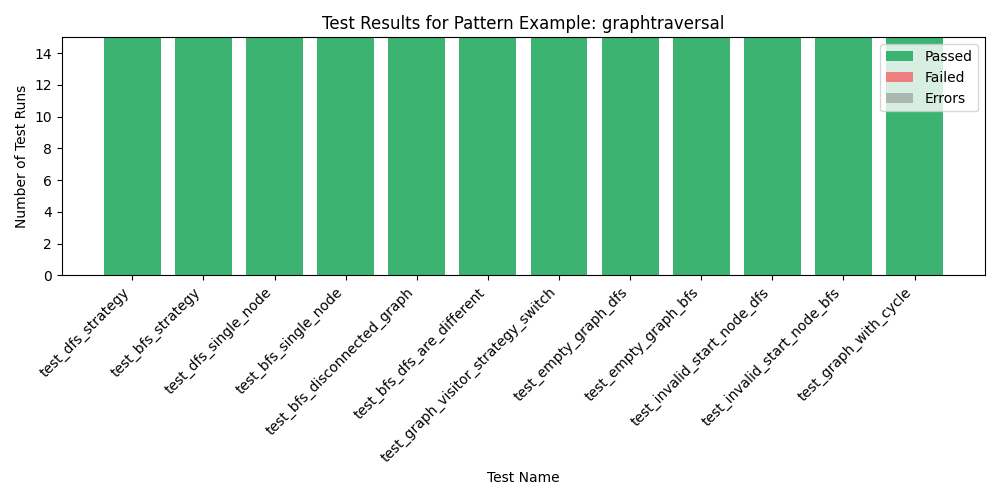 Test Results for Pattern Example: graphtraversal
Number of Test Runs
14
12
10
8
6
4
2
0
Passed
Failed
Errors
test_dfs_strategy
test_bfs_strategy
test_dfs_single_node
test_bfs_single_node
test_bfs_disconnected_graph
test_bfs_dfs_are_different
test_graph_visitor_strategy_switch
test_empty_graph_dfs
test_empty_graph_bfs
test_invalid_start_node_dfs
test_invalid_start_node_bfs
test_graph_with_cycle
Test Name